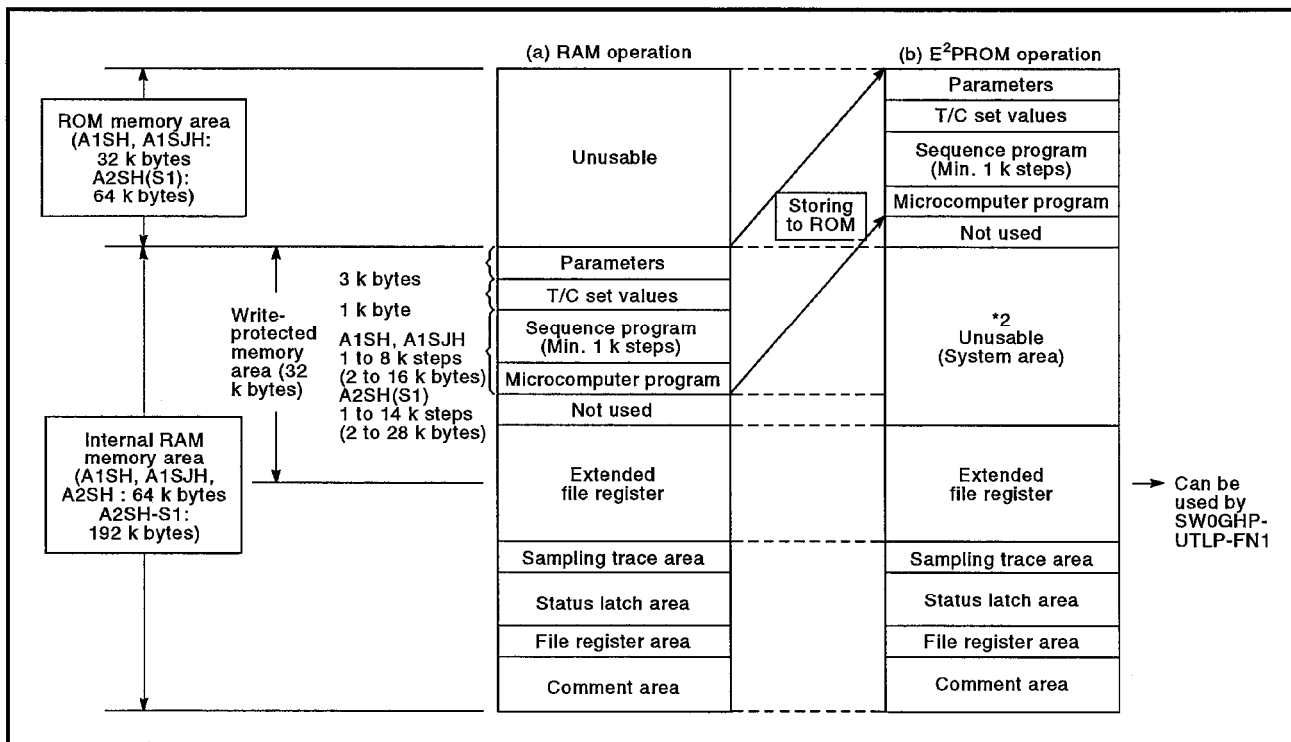 (a) RAM operation
(b) E²PROM operation
ROM memory
area
(A1SH, A1SJH:
32 k bytes
A2SH(S1):
64 k bytes)
Internal RAM
memory
area
(A1SH, A1SJH,
A2SH : 64 k bytes
A2SH-S1:
192 k bytes)
Write-
protected
memory
area (32
k bytes)
3 k bytes
1 k byte
A1SH, A1SJH
1 to 8 k steps
(2 to 16 k bytes)
A2SH(S1)
1 to 14 k steps
(2 to 28 k bytes)
Unusable
Parameters
T/C set values
Sequence program
(Min. 1 k steps)
Microcomputer program
Not used
Extended
file register
Sampling trace area
Status latch area
File register area
Comment area
Storing
to ROM
Parameters
T/C set values
Sequence program
(Min. 1 k steps)
Microcomputer program
Not used
*2
Unusable
(System area)
Extended
file register
Sampling trace area
Status latch area
File register area
Comment area
Can be
used by
SW0GHP-
UTLP-FN1